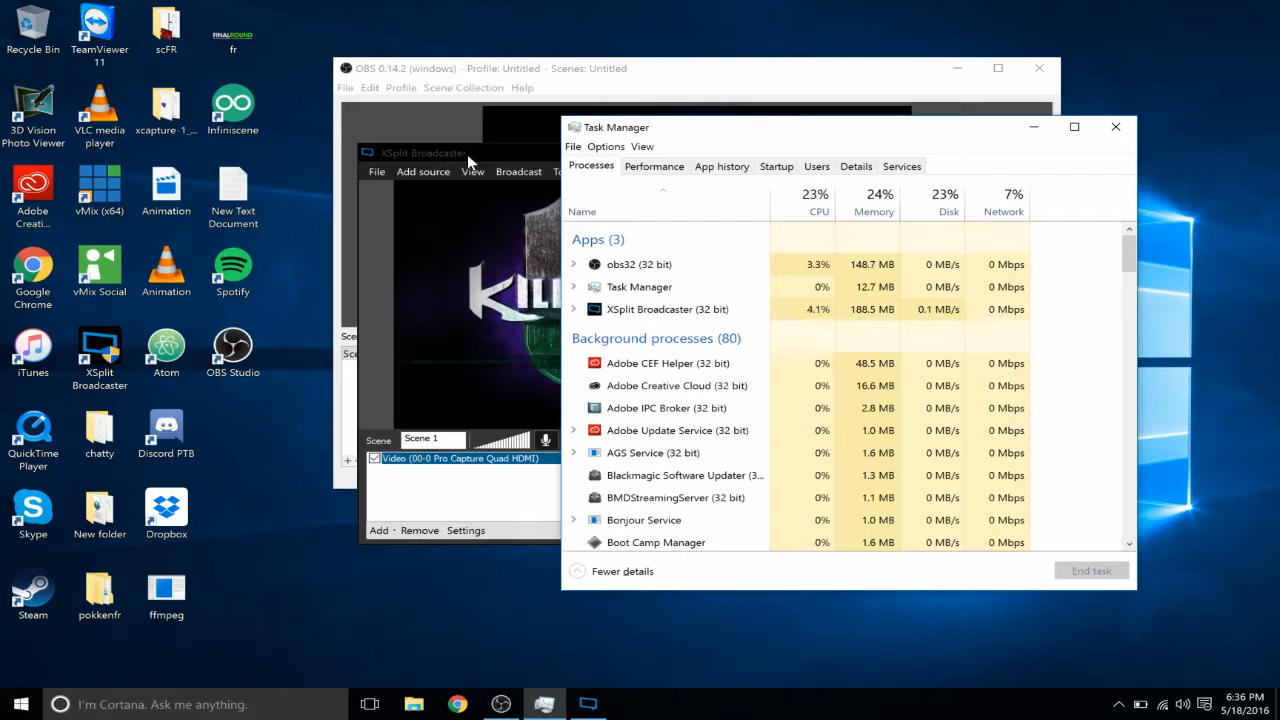 Recycle Bin
TeamViewer
11
scFR
FINALROUND
fr
3D Vision
Photo Viewer
VLC media
player
xcapture-1_...
Infiniscene
Adobe
Creati...
vMix (x64)
Animation
New Text
Document
Google
Chrome
vMix Social
Animation
Spotify
iTunes
XSplit
Broadcaster
Atom
OBS Studio
QuickTime
Player
chatty
Discord PTB
Skype
New folder
Dropbox
Steam
pokkenfr
ffmpeg
OBS 0.14.2 (windows) - Profile: Untitled - Scenes: Untitled
File Edit Profile Scene Collection Help
XSplit Broadcaster
File Add source View Broadcast To
KIL
Scene Scene 1
Video (00-0 Pro Capture Quad HDMI)
Add Remove Settings
Task Manager
File Options View
Processes Performance App history Startup Users Details Services
23% 24% 23% 7%
Name CPU Memory Disk Network
Apps (3)
obs32 (32 bit) 3.3% 148.7 MB 0 MB/s 0 Mbps
Task Manager 0% 12.7 MB 0 MB/s 0 Mbps
XSplit Broadcaster (32 bit) 4.1% 188.5 MB 0.1 MB/s 0 Mbps
Background processes (80)
Adobe CEF Helper (32 bit) 0% 48.5 MB 0 MB/s 0 Mbps
Adobe Creative Cloud (32 bit) 0% 16.6 MB 0 MB/s 0 Mbps
Adobe IPC Broker (32 bit) 0% 2.8 MB 0 MB/s 0 Mbps
Adobe Update Service (32 bit) 0% 1.0 MB 0 MB/s 0 Mbps
AGS Service (32 bit) 0% 1.6 MB 0 MB/s 0 Mbps
Blackmagic Software Updater (3... 0% 1.3 MB 0 MB/s 0 Mbps
BMDStreamingServer (32 bit) 0% 1.1 MB 0 MB/s 0 Mbps
Bonjour Service 0% 1.0 MB 0 MB/s 0 Mbps
Boot Camp Manager 0% 1.6 MB 0 MB/s 0 Mbps
Fewer details
End task
I'm Cortana. Ask me anything.
6:36 PM
5/18/2016